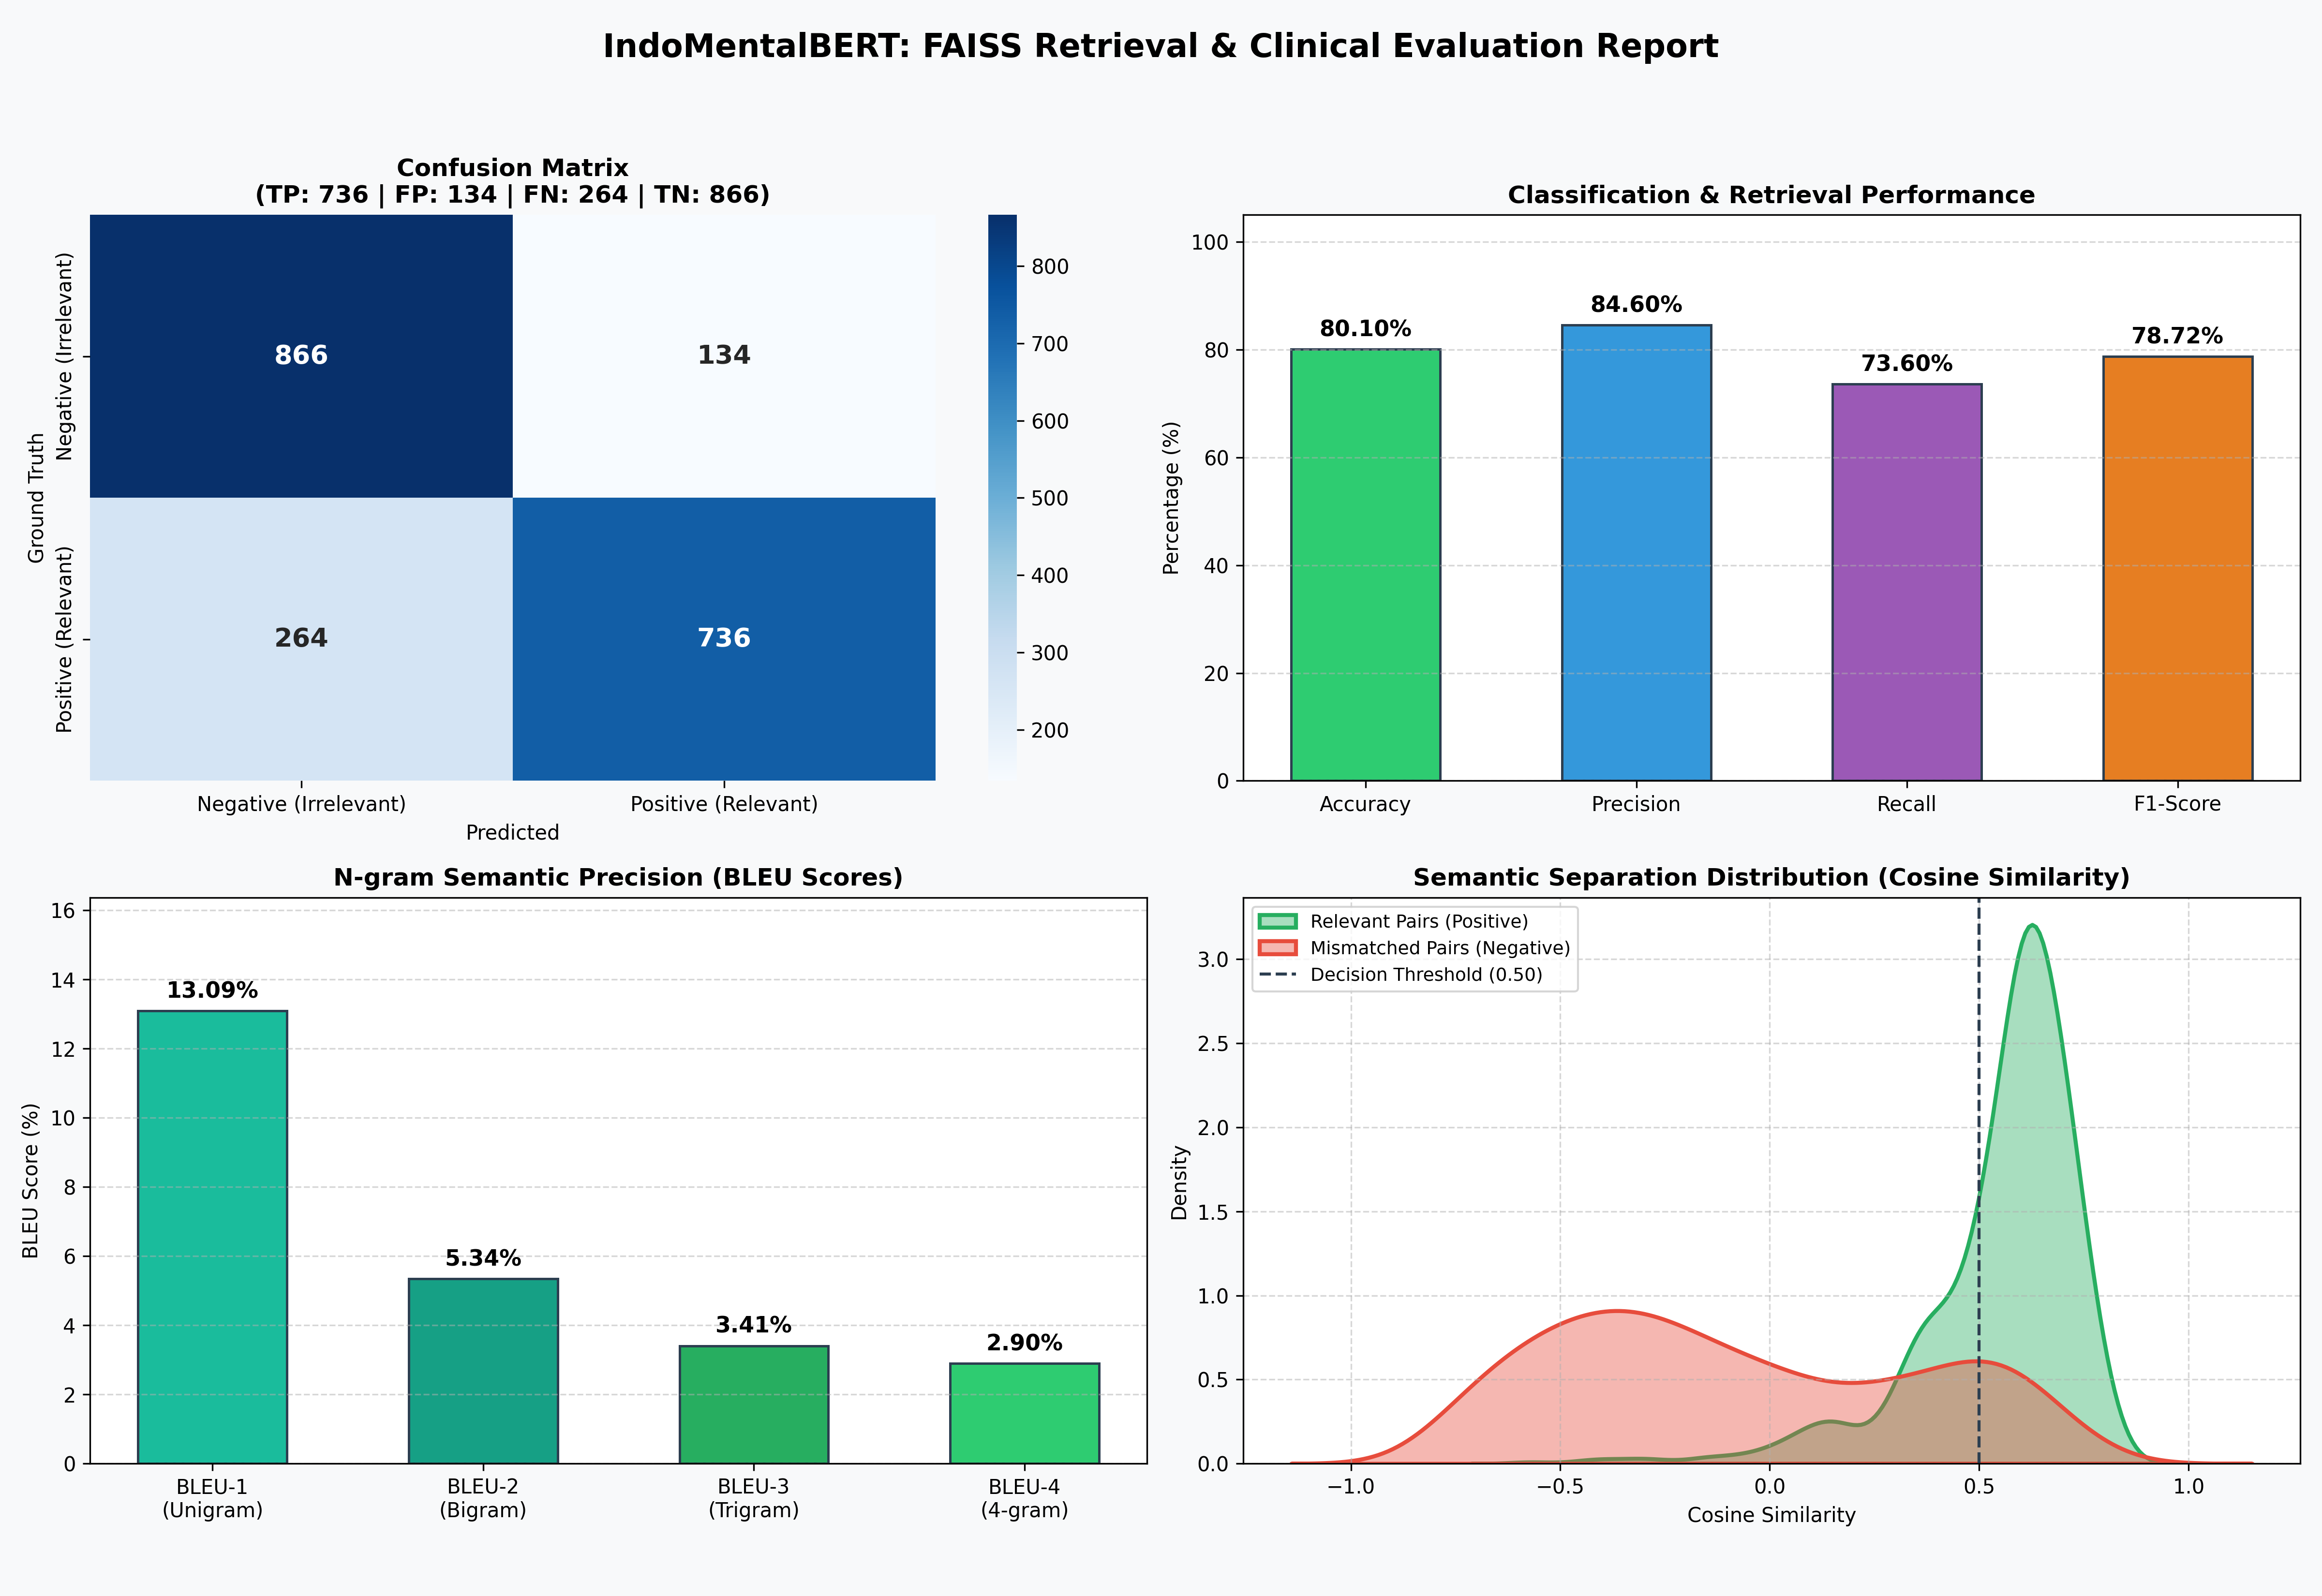 IndoMentalBERT: FAISS Retrieval & Clinical Evaluation Report
Confusion Matrix
(TP: 736 | FP: 134 | FN: 264 | TN: 866)
Ground Truth
Negative (Irrelevant)
Positive (Relevant)
866
134
264
736
Negative (Irrelevant)
Positive (Relevant)
Predicted
800
700
600
500
400
300
200
Classification & Retrieval Performance
Percentage (%)
100
80
60
40
20
0
80.10%
84.60%
73.60%
78.72%
Accuracy
Precision
Recall
F1-Score
N-gram Semantic Precision (BLEU Scores)
BLEU Score (%)
16
14
12
10
8
6
4
2
0
13.09%
5.34%
3.41%
2.90%
BLEU-1
(Unigram)
BLEU-2
(Bigram)
BLEU-3
(Trigram)
BLEU-4
(4-gram)
Semantic Separation Distribution (Cosine Similarity)
Relevant Pairs (Positive)
Mismatched Pairs (Negative)
Decision Threshold (0.50)
Density
3.0
2.5
2.0
1.5
1.0
0.5
0.0
−1.0
−0.5
0.0
0.5
1.0
Cosine Similarity